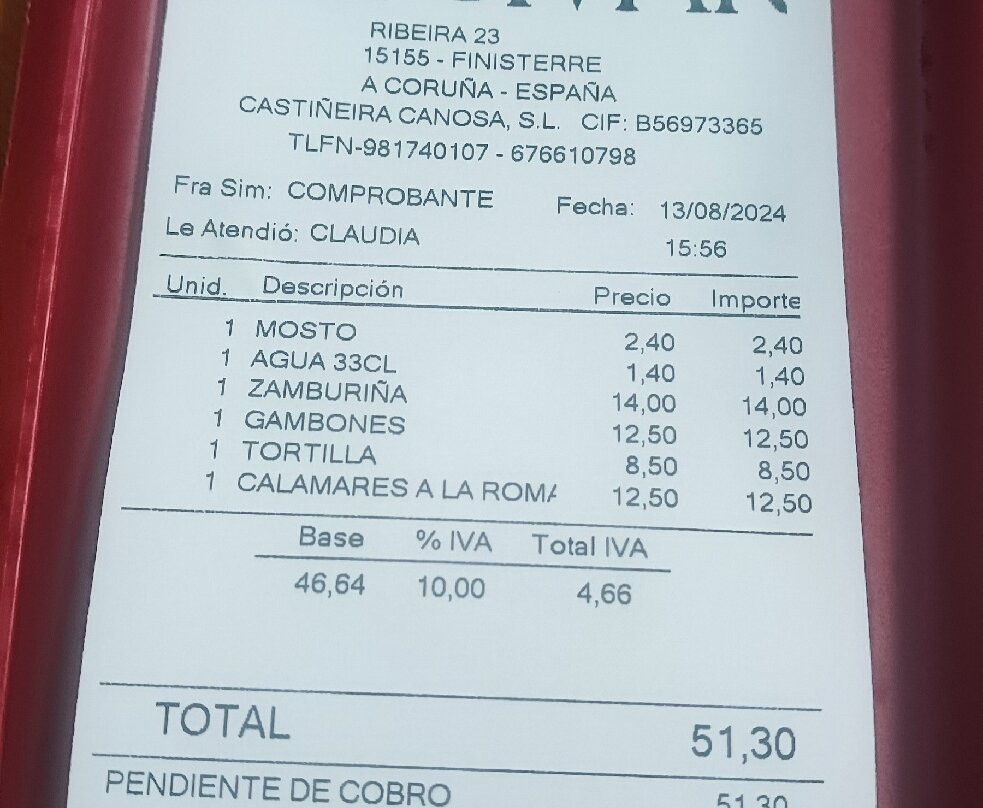 RIBEIRA 23
15155 - FINISTERRE
A CORUÑA - ESPAÑA
CASTIÑEIRA CANOSA, S.L. CIF: B56973365
TLFN-981740107 - 676610798
Fra Sim: COMPROBANTE Fecha: 13/08/2024
Le Atendió: CLAUDIA 15:56
Unid. Descripción Precio Importe
1 MOSTO 2,40 2,40
1 AGUA 33CL 1,40 1,40
1 ZAMBURIÑA 14,00 14,00
1 GAMBONES 12,50 12,50
1 TORTILLA 8,50 8,50
1 CALAMARES A LA ROMA 12,50 12,50
Base % IVA Total IVA
46,64 10,00 4,66
TOTAL 51,30
PENDIENTE DE COBRO 51,30